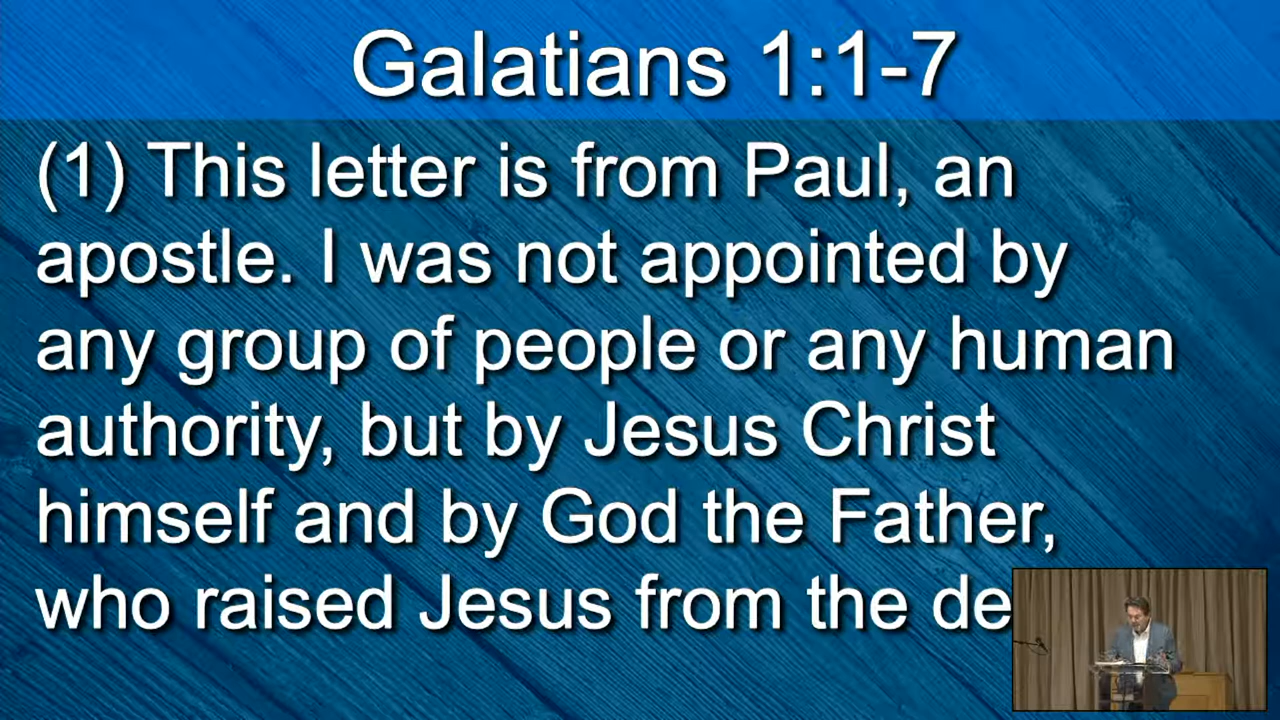 Galatians 1:1-7
(1) This letter is from Paul, an
apostle. I was not appointed by
any group of people or any human
authority, but by Jesus Christ
himself and by God the Father,
who raised Jesus from the de